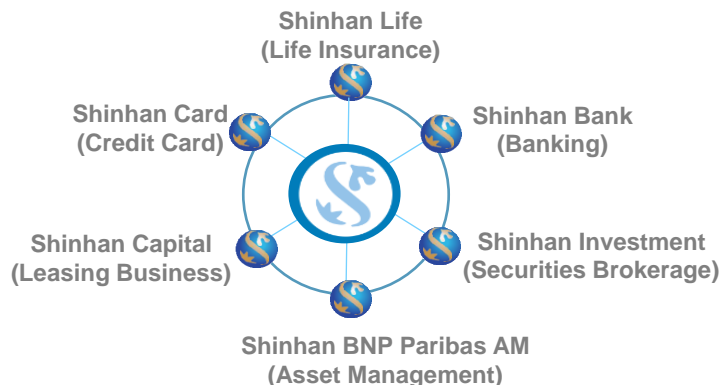 Shinhan Life
(Life Insurance)
Shinhan Card
(Credit Card)
Shinhan Bank
(Banking)
Shinhan Capital
(Leasing Business)
Shinhan Investment
(Securities Brokerage)
Shinhan BNP Paribas AM
(Asset Management)